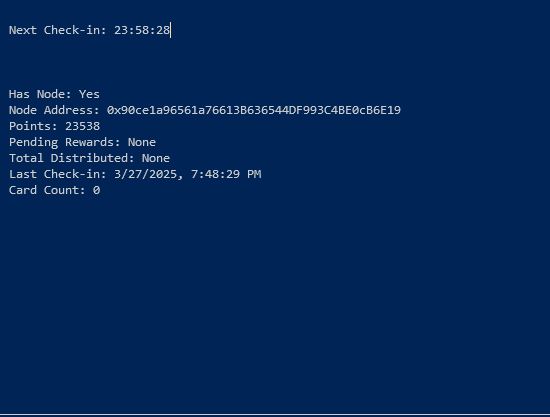 Next Check-in: 23:58:28
Has Node: Yes
Node Address: 0x90ce1a96561a76613B636544DF993C4BE0cB6E19
Points: 23538
Pending Rewards: None
Total Distributed: None
Last Check-in: 3/27/2025, 7:48:29 PM
Card Count: 0